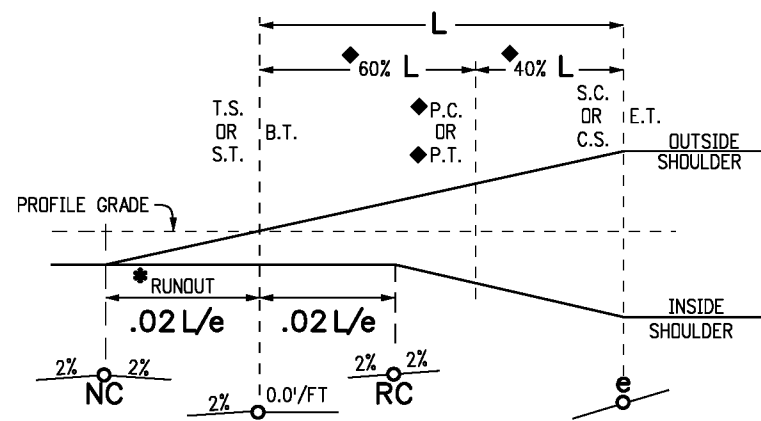 L
◆ 60% L
◆ 40% L
T.S.
OR
S.T.
B.T.
◆ P.C.
OR
◆ P.T.
S.C.
OR
C.S.
E.T.
OUTSIDE
SHOULDER
PROFILE GRADE
* RUNOUT
.02 L/e
.02 L/e
INSIDE
SHOULDER
2% 2%
NC
2% 0.0'/FT
2% 2%
RC
e